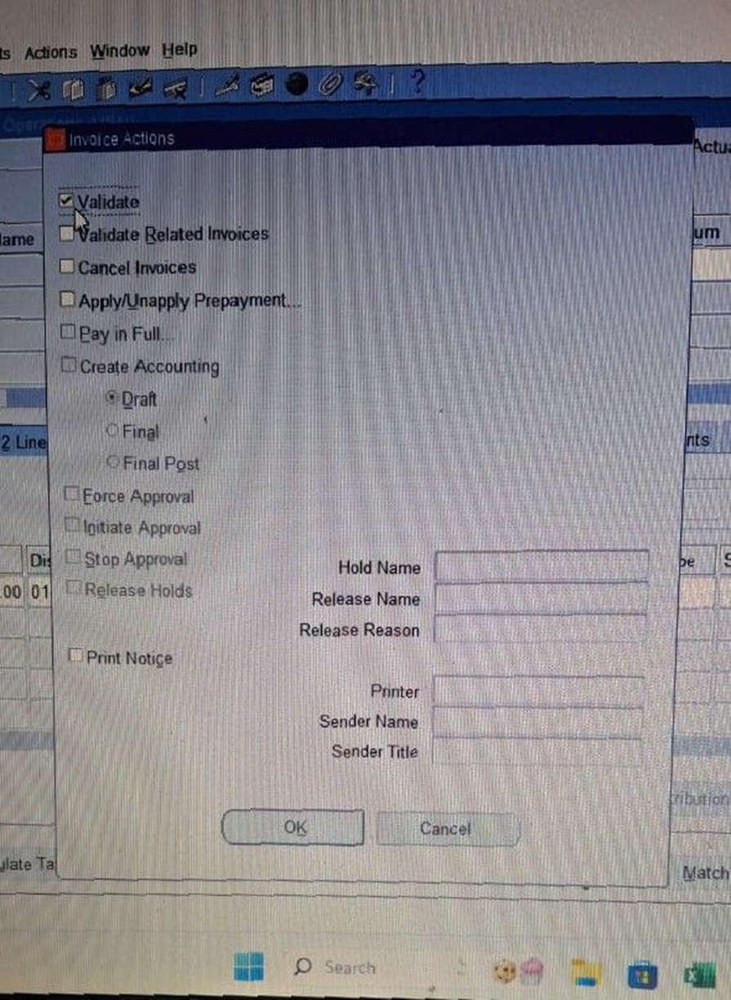 ts Actions Window Help
?
Invoice Actions
Actua
Validate
Validate Related Invoices
um
lame
Cancel Invoices
Apply/Unapply Prepayment...
Pay in Full...
Create Accounting
Draft
Final
2 Line
nts
Final Post
Force Approval
Initiate Approval
Stop Approval
Dis
Hold Name
pe
S
.00 01
Release Holds
Release Name
Release Reason
Print Notice
Printer
Sender Name
Sender Title
ribution
OK Cancel
ulate Ta
Match
Search